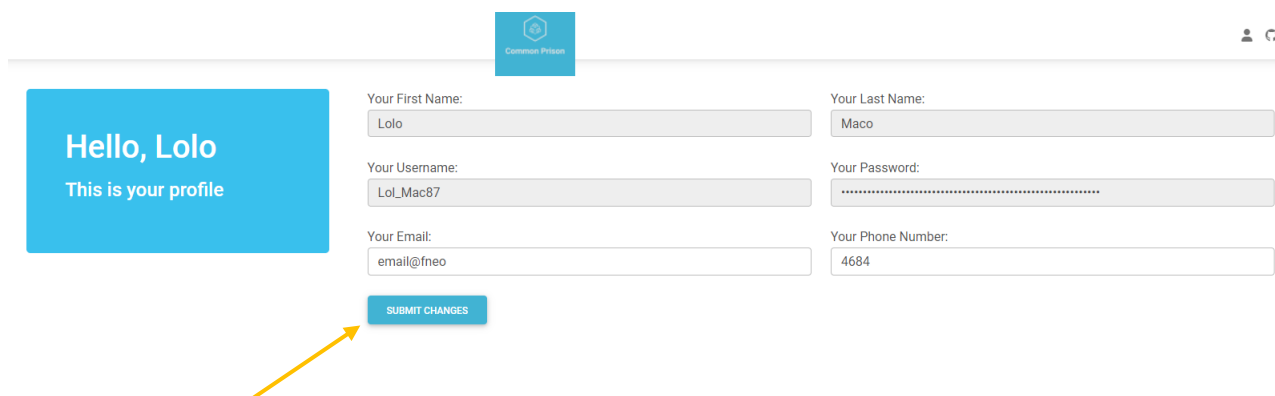 Common Prison
Hello, Lolo
This is your profile
Your First Name:
Lolo
Your Last Name:
Maco
Your Username:
Lol_Mac87
Your Password:
Your Email:
email@fneo
Your Phone Number:
4684
SUBMIT CHANGES